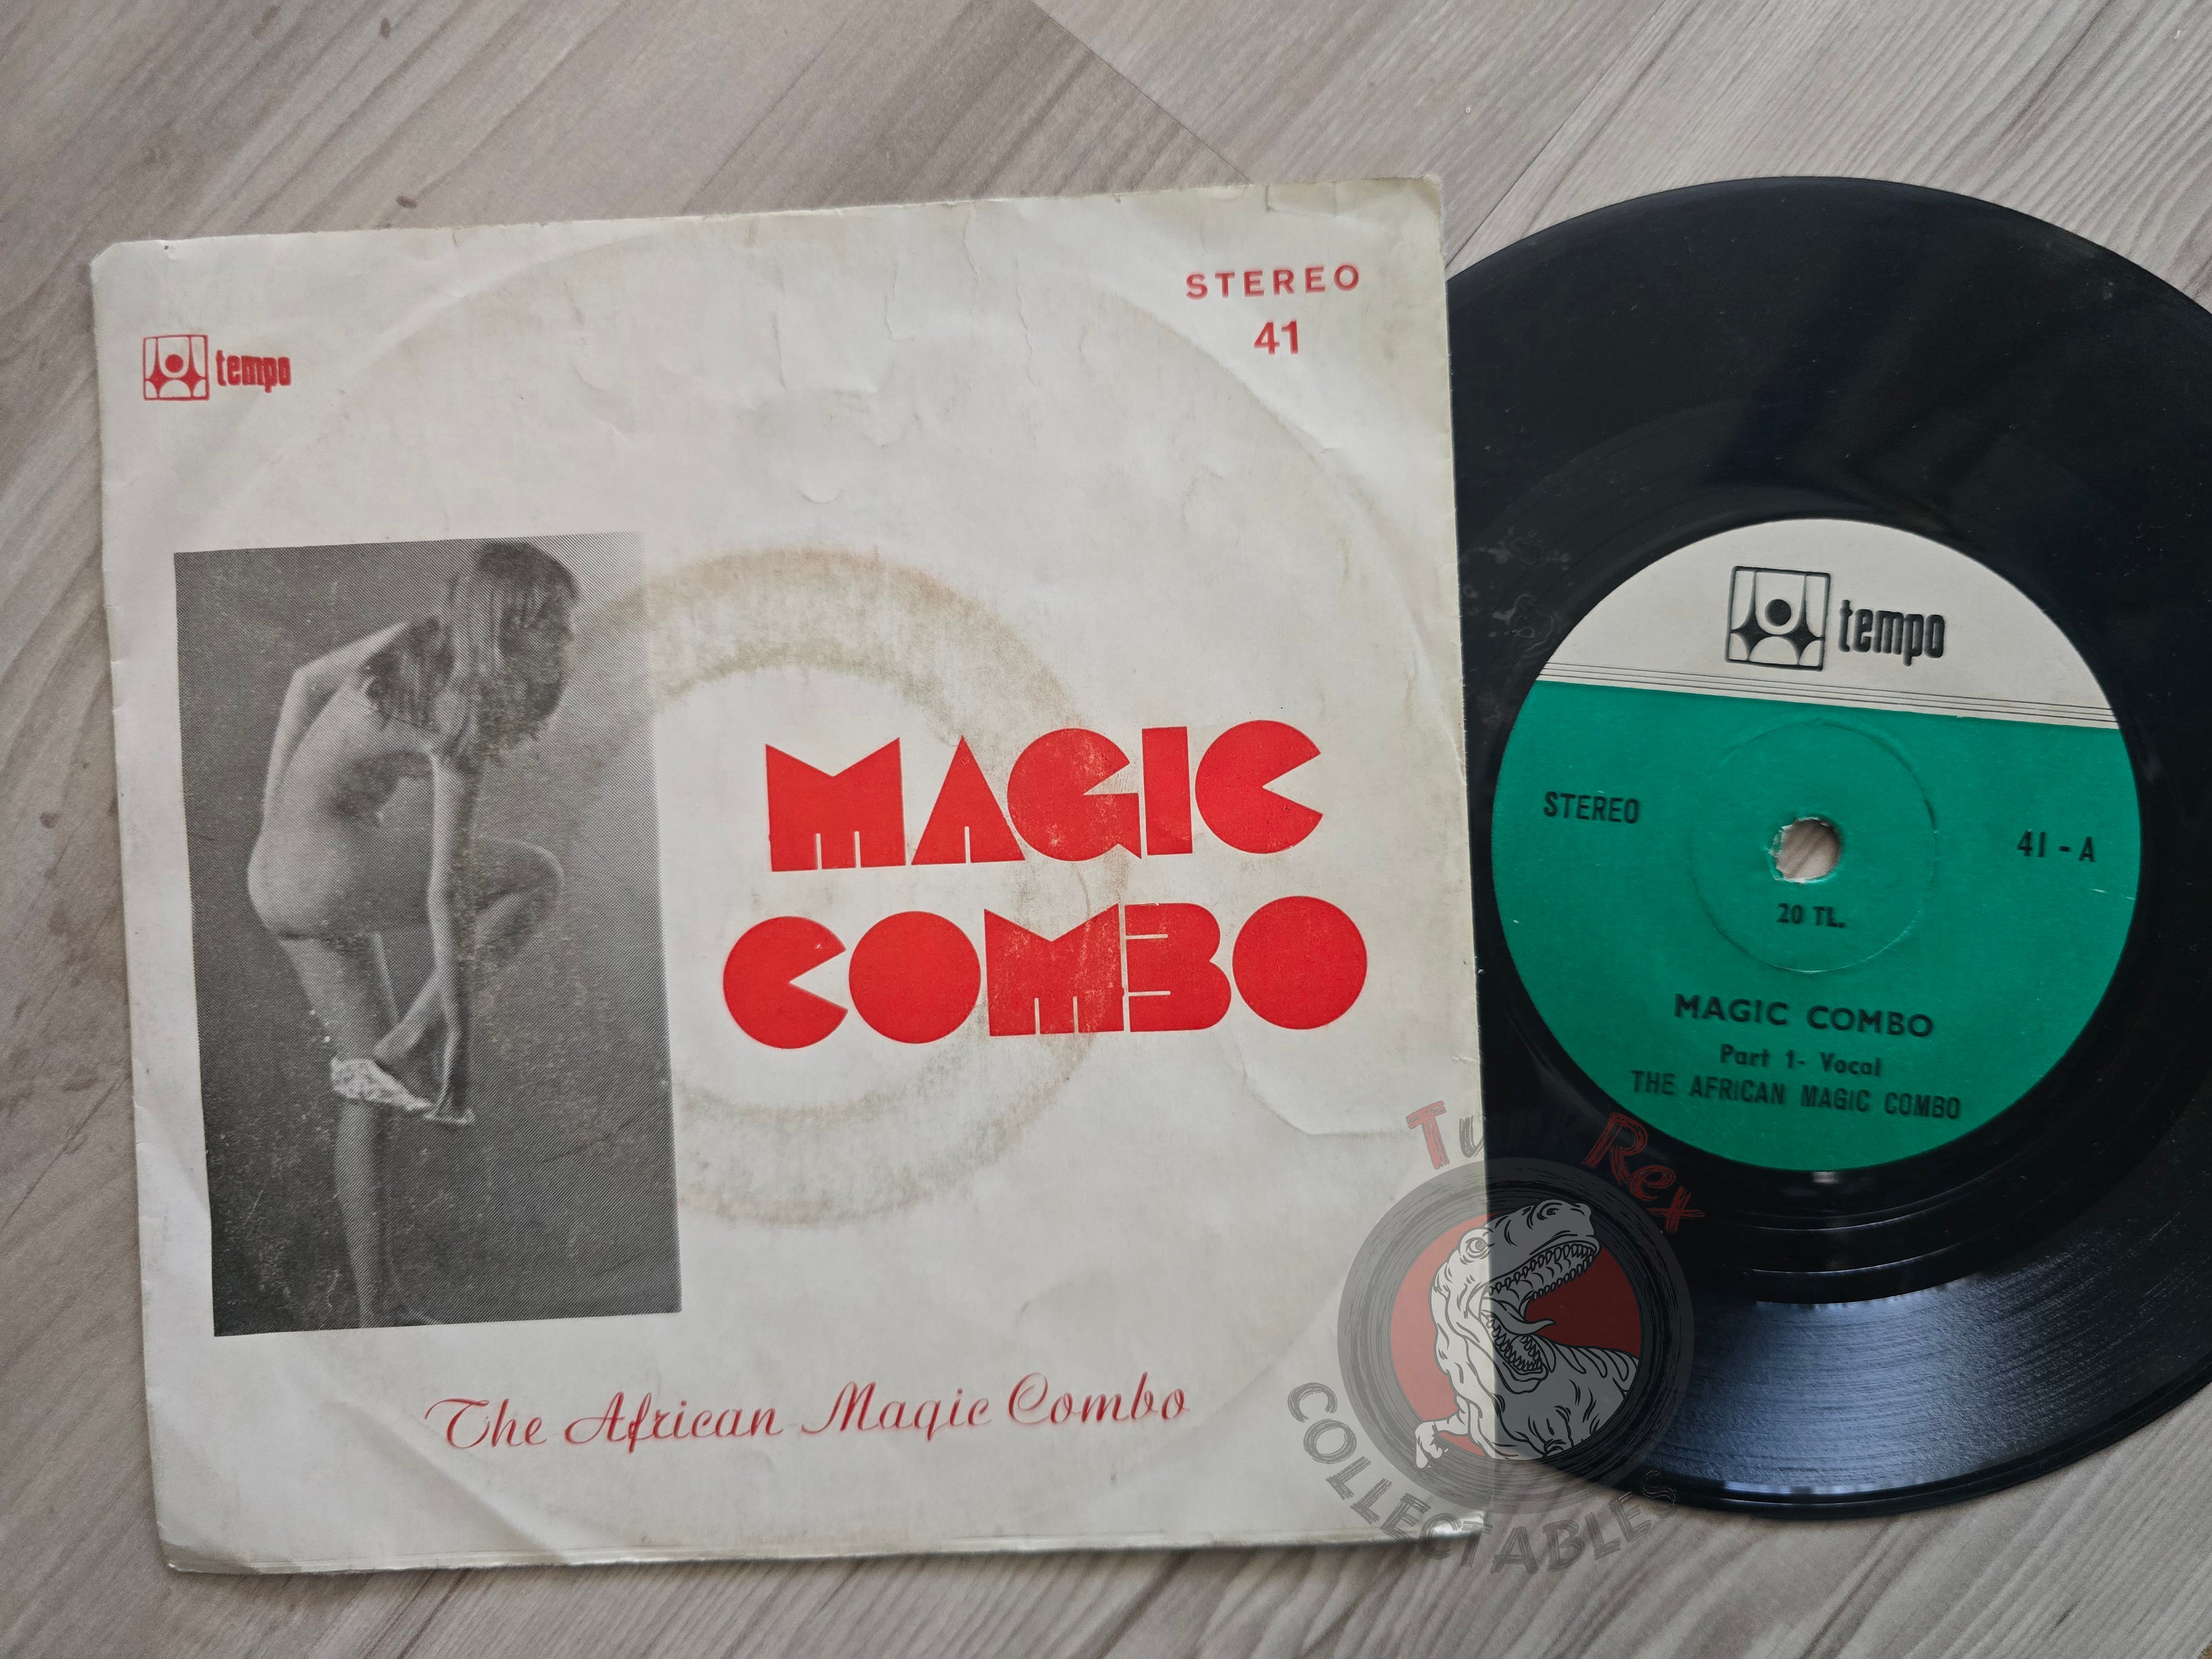 STEREO
41
tempo
MAGIC
COMBO
The African Magic Combo
tempo
STEREO
41 - A
20 TL.
MAGIC COMBO
Part 1- Vocal
THE AFRICAN MAGIC COMBO
Turk Rex
COLLECTABLES